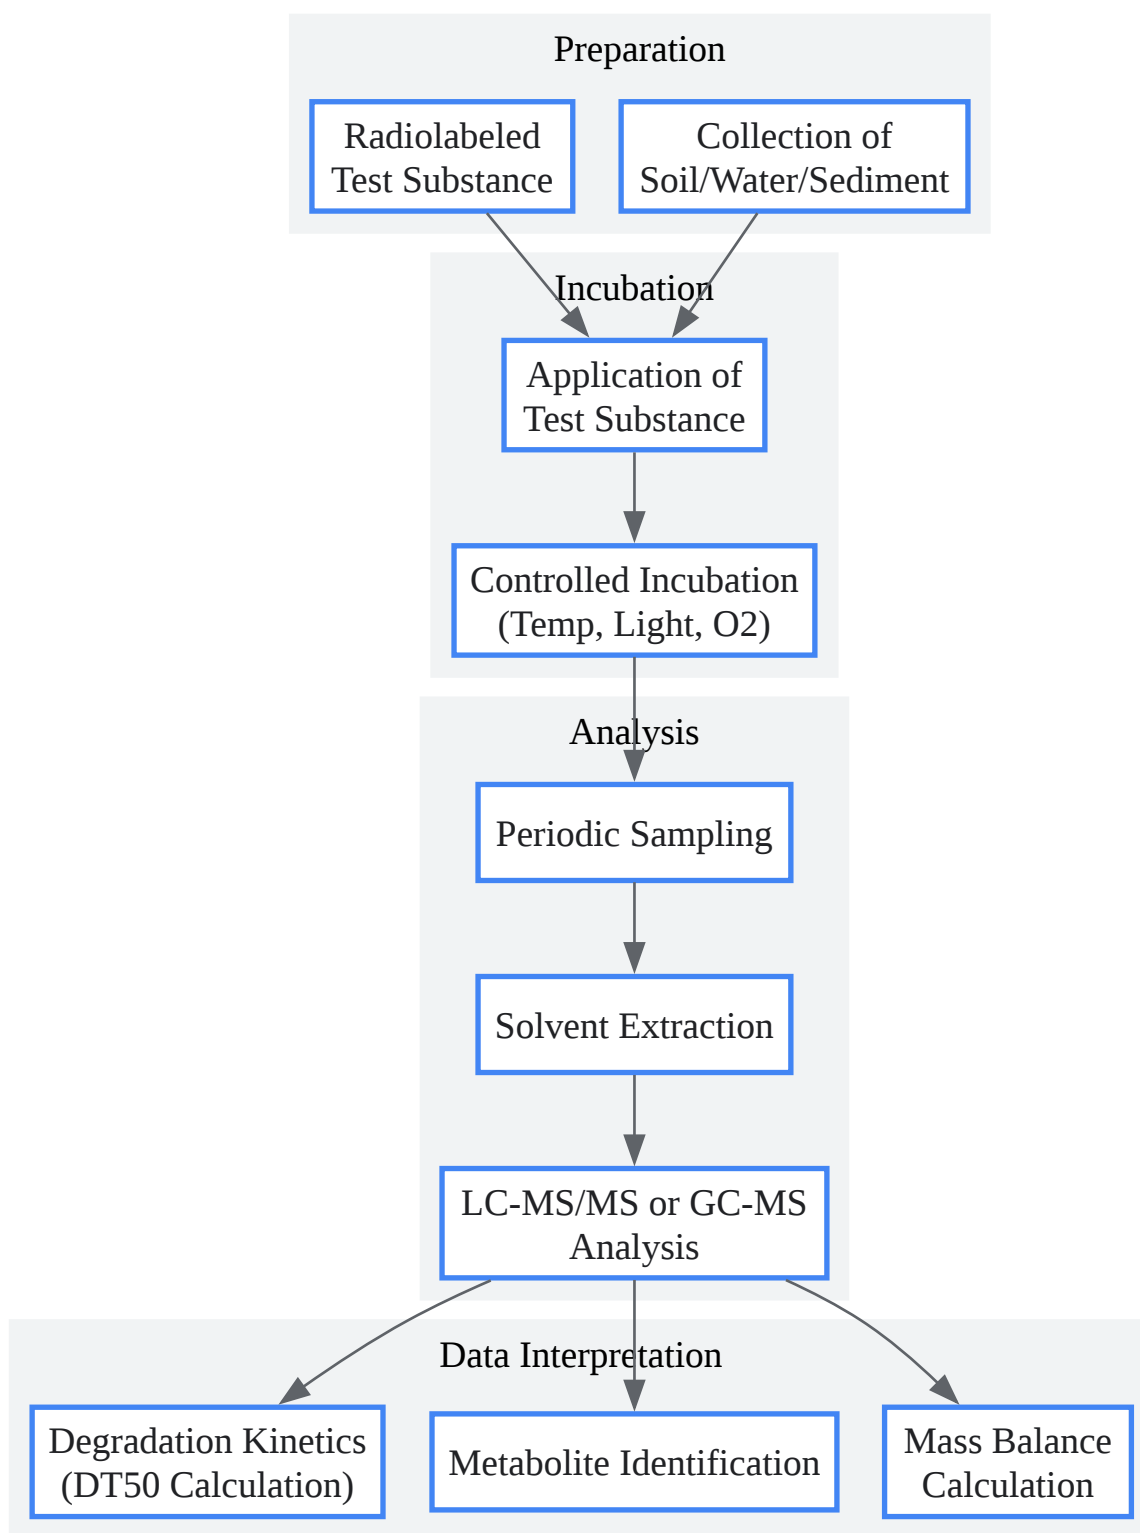 Preparation
Radiolabeled
Test Substance
Collection of
Soil/Water/Sediment
Incubation
Application of
Test Substance
Controlled Incubation
(Temp, Light, O2)
Analysis
Periodic Sampling
Solvent Extraction
LC-MS/MS or GC-MS
Analysis
Data Interpretation
Degradation Kinetics
(DT50 Calculation)
Metabolite Identification
Mass Balance
Calculation